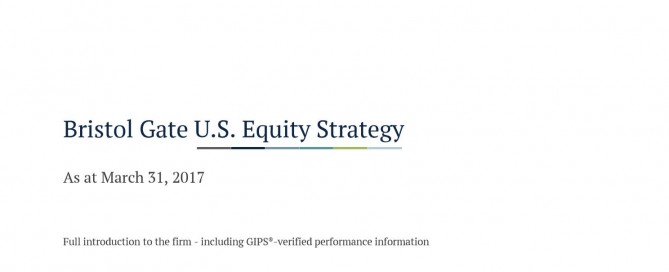 Bristol Gate U.S. Equity Strategy
As at March 31, 2017
Full introduction to the firm - including GIPS®-verified performance information